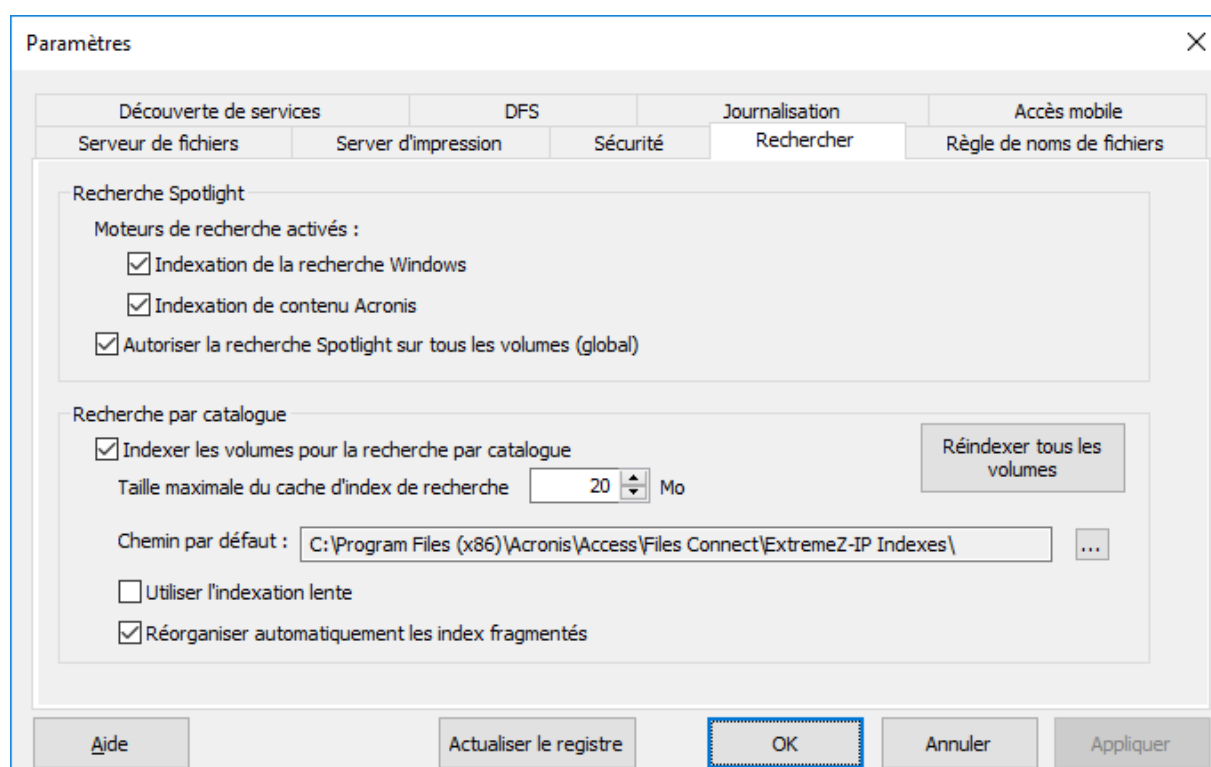 Paramètres
Découverte de services DFS Journalisation Accès mobile
Serveur de fichiers Server d'impression Sécurité Rechercher Règle de noms de fichiers
Recherche Spotlight
Moteurs de recherche activés :
Indexation de la recherche Windows
Indexation de contenu Acronis
Autoriser la recherche Spotlight sur tous les volumes (global)
Recherche par catalogue
Indexer les volumes pour la recherche par catalogue
Réindexer tous les
volumes
Taille maximale du cache d'index de recherche 20 Mo
Chemin par défaut : C:\Program Files (x86)\Acronis\Access\Files Connect\ExtremeZ-IP Indexes\ ...
Utiliser l'indexation lente
Réorganiser automatiquement les index fragmentés
Aide Actualiser le registre OK Annuler Appliquer